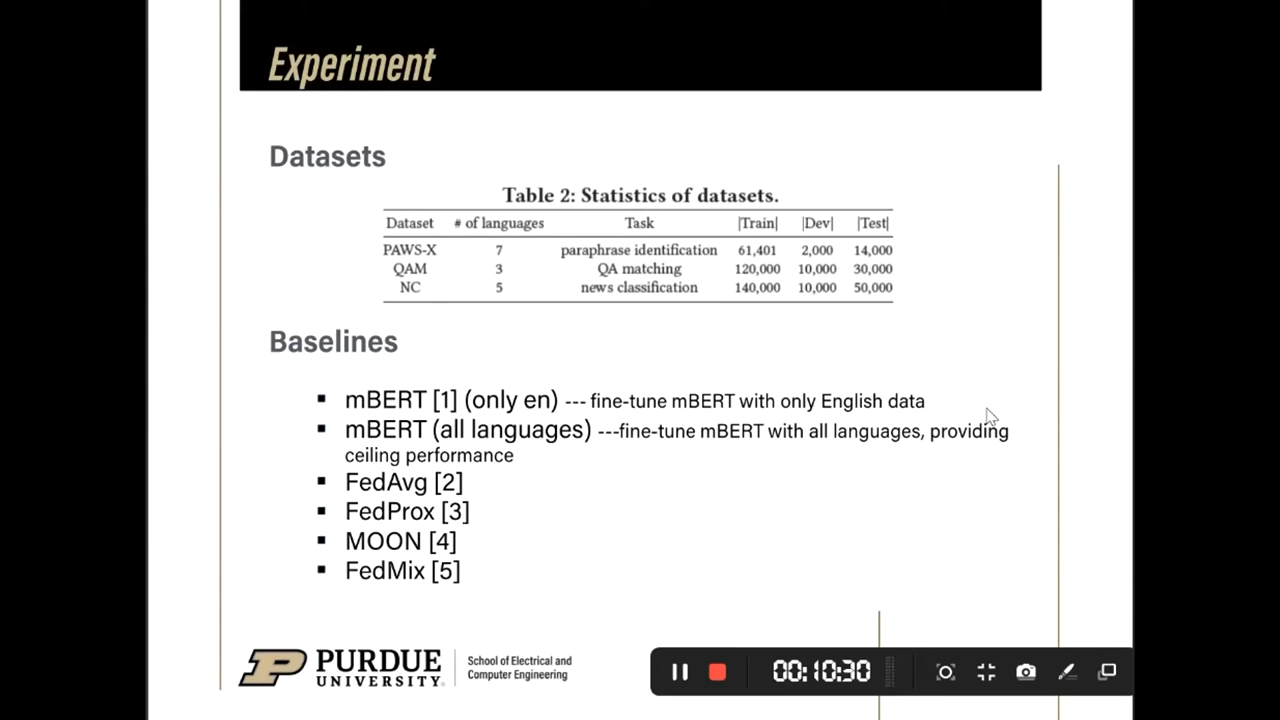 Experiment
Datasets
Table 2: Statistics of datasets.
Dataset # of languages Task |Train| |Dev| |Test|
PAWS-X 7 paraphrase identification 61,401 2,000 14,000
QAM 3 QA matching 120,000 10,000 30,000
NC 5 news classification 140,000 10,000 50,000
Baselines
▪ mBERT [1] (only en) --- fine-tune mBERT with only English data
▪ mBERT (all languages) ---fine-tune mBERT with all languages, providing
ceiling performance
▪ FedAvg [2]
▪ FedProx [3]
▪ MOON [4]
▪ FedMix [5]
P PURDUE UNIVERSITY.
School of Electrical and
Computer Engineering
00:10:30